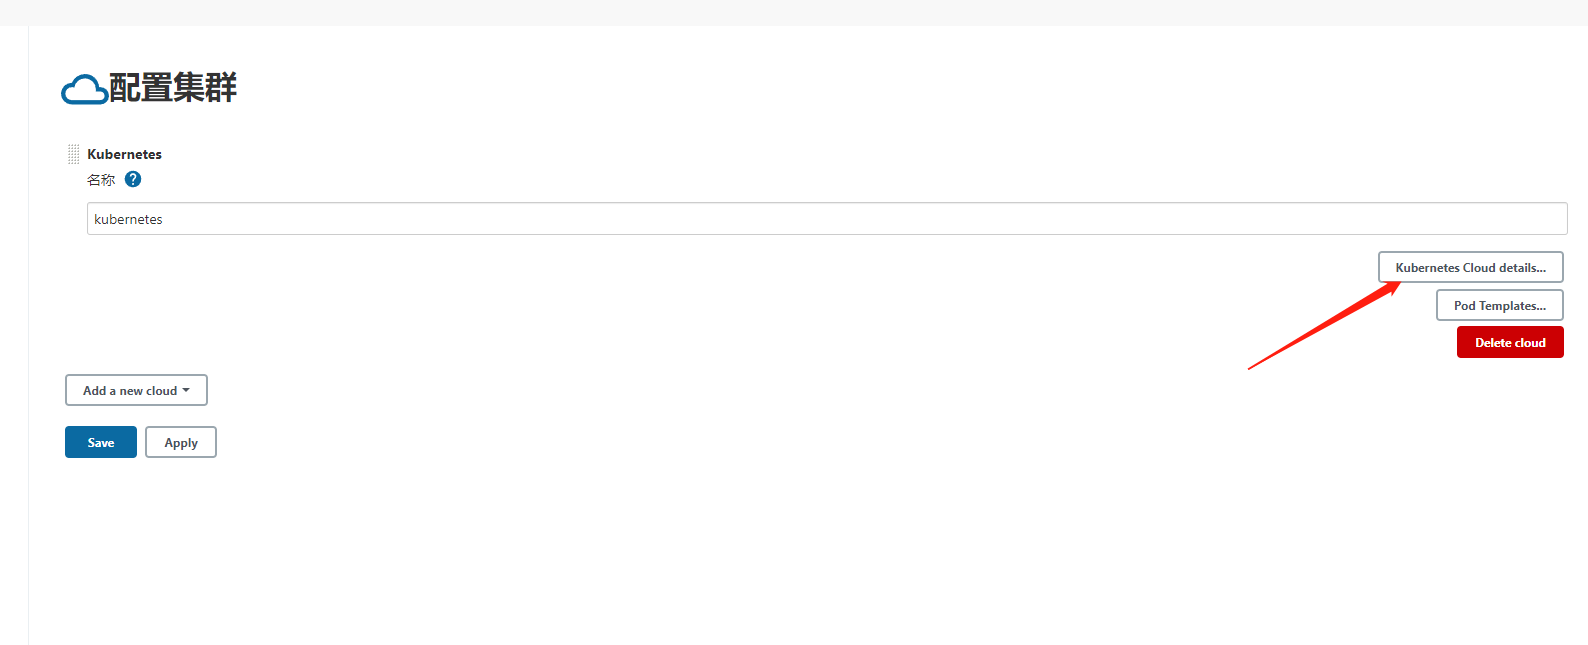 配置集群
Kubernetes
名称 ?
kubernetes
Kubernetes Cloud details...
Pod Templates...
Delete cloud
Add a new cloud
Save Apply